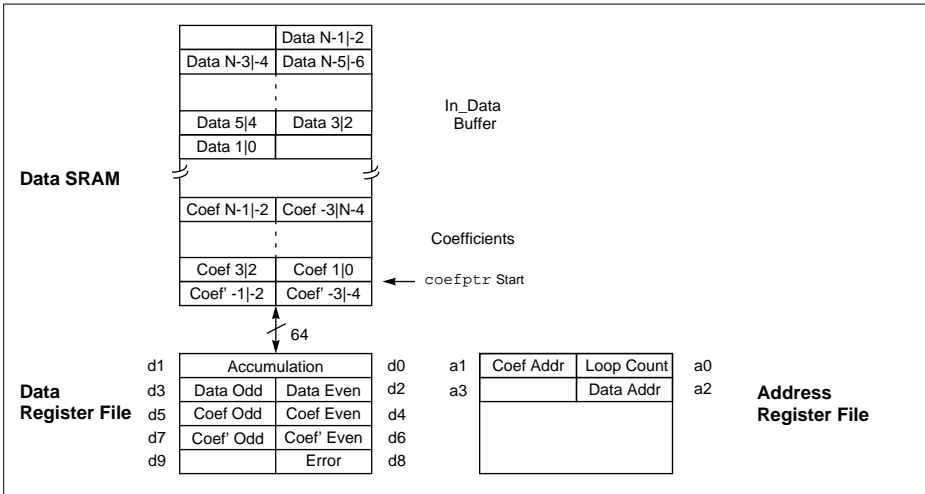 Data N-1|-2
Data N-3|-4 Data N-5|-6
In_Data
Buffer
Data 5|4 Data 3|2
Data 1|0
Data SRAM
Coef N-1|-2 Coef -3|N-4
Coefficients
Coef 3|2 Coef 1|0
coefptr Start
Coef' -1|-2 Coef' -3|-4
64
d1 Accumulation d0 a1 Coef Addr Loop Count a0
Data
Register File
d3 Data Odd Data Even d2 a3 Data Addr a2
d5 Coef Odd Coef Even d4
d7 Coef' Odd Coef' Even d6
d9 Error d8
Address
Register File